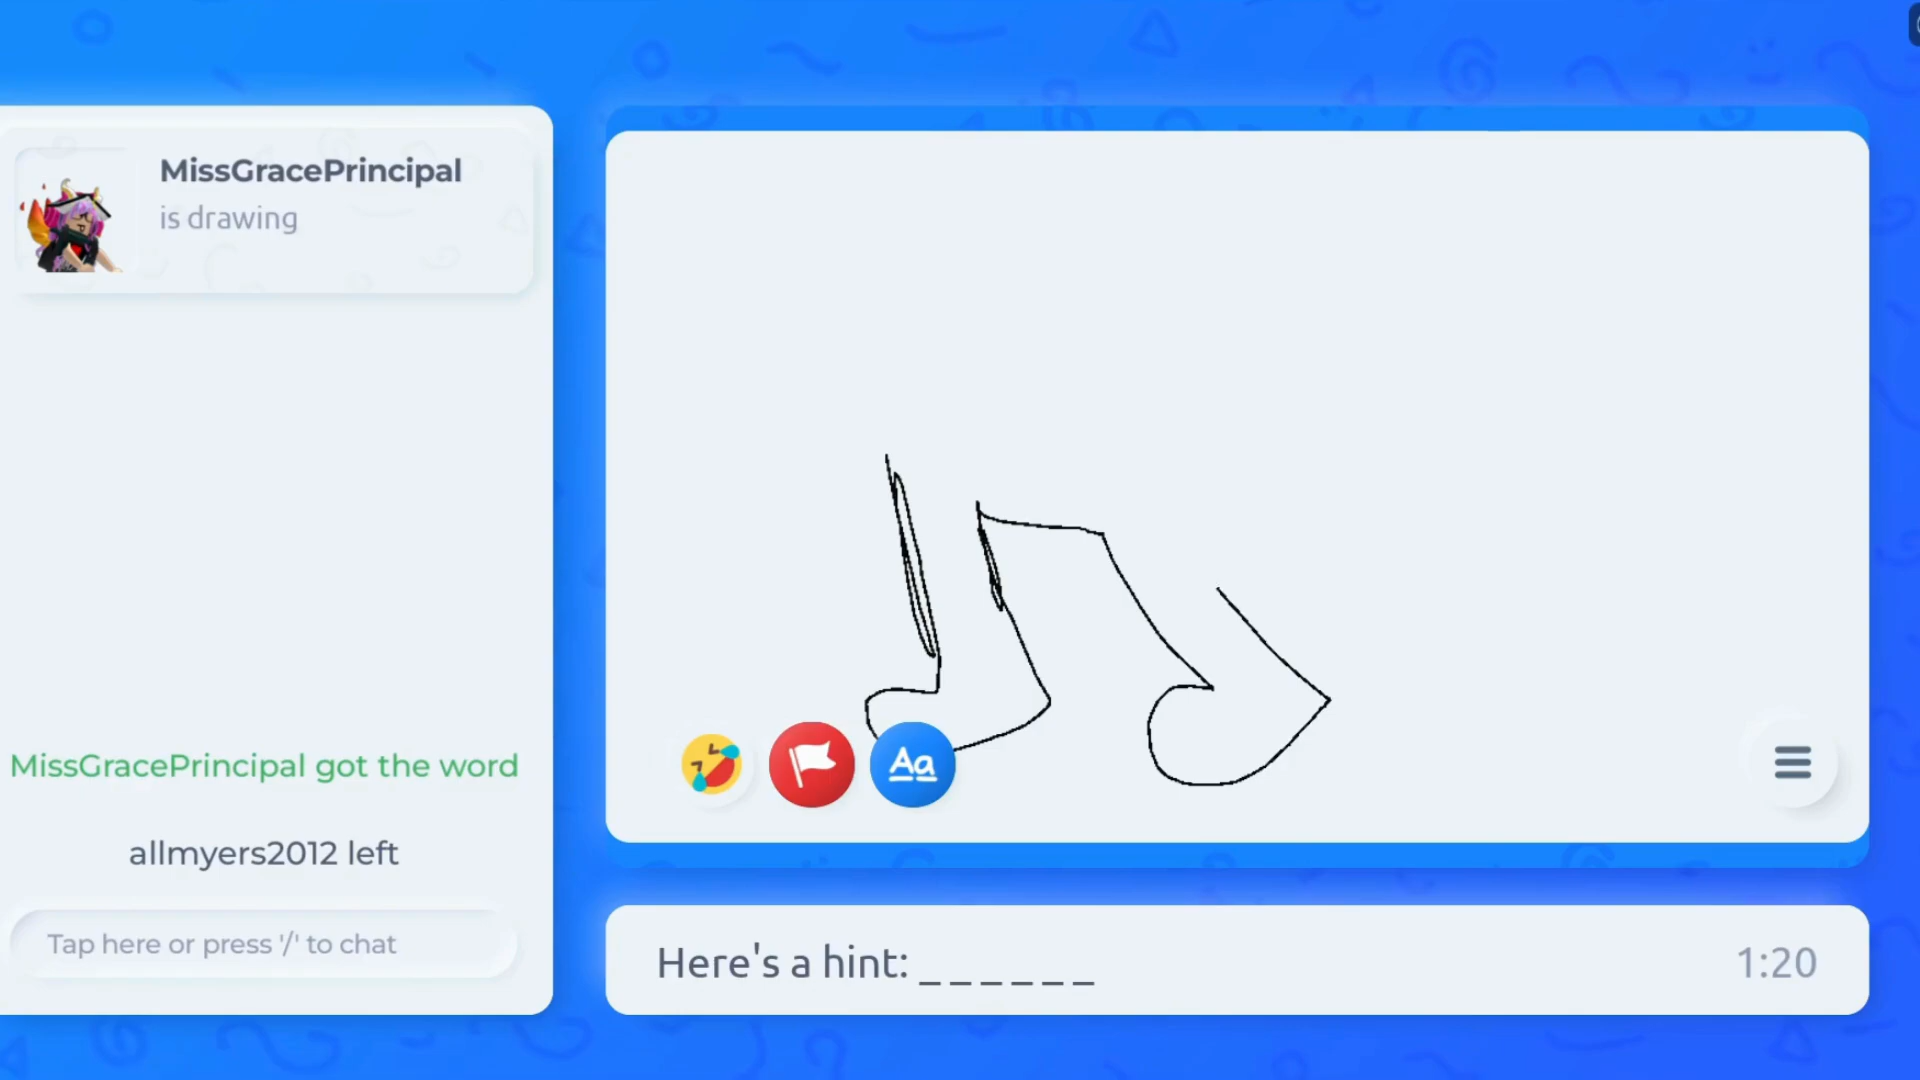 MissGracePrincipal
is drawing
MissGracePrincipal got the word
allmyers2012 left
Tap here or press '/' to chat
Aa
Here's a hint: _ _ _ _ _ _
1:20